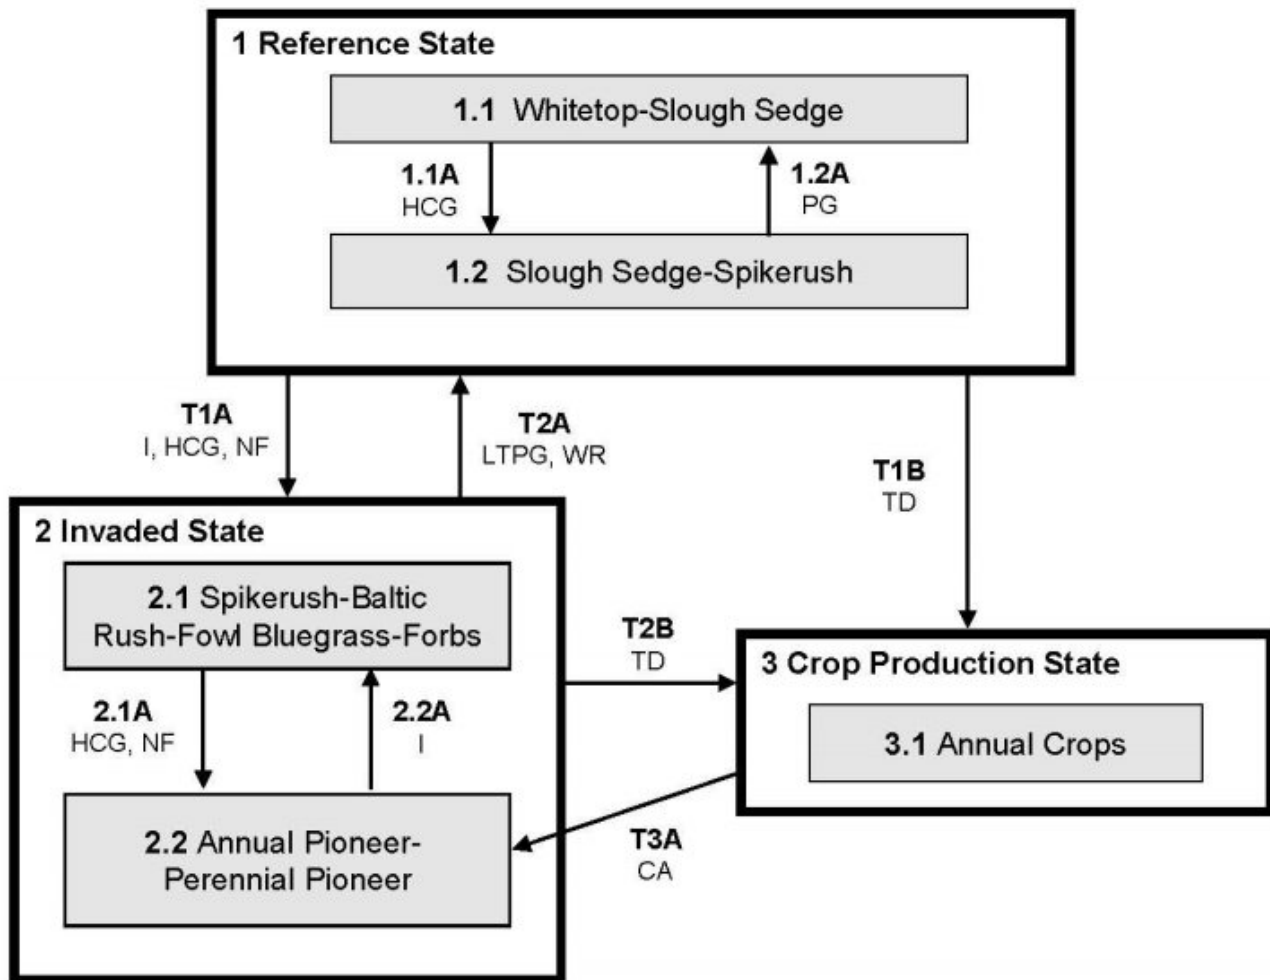 1 Reference State
1.1 Whitetop-Slough Sedge
1.1A
HCG
1.2A
PG
1.2 Slough Sedge-Spikerush
T1A
I, HCG, NF
T2A
LTPG, WR
T1B
TD
2 Invaded State
2.1 Spikerush-Baltic
Rush-Fowl Bluegrass-Forbs
2.1A
HCG, NF
2.2A
I
2.2 Annual Pioneer-
Perennial Pioneer
T2B
TD
3 Crop Production State
3.1 Annual Crops
T3A
CA